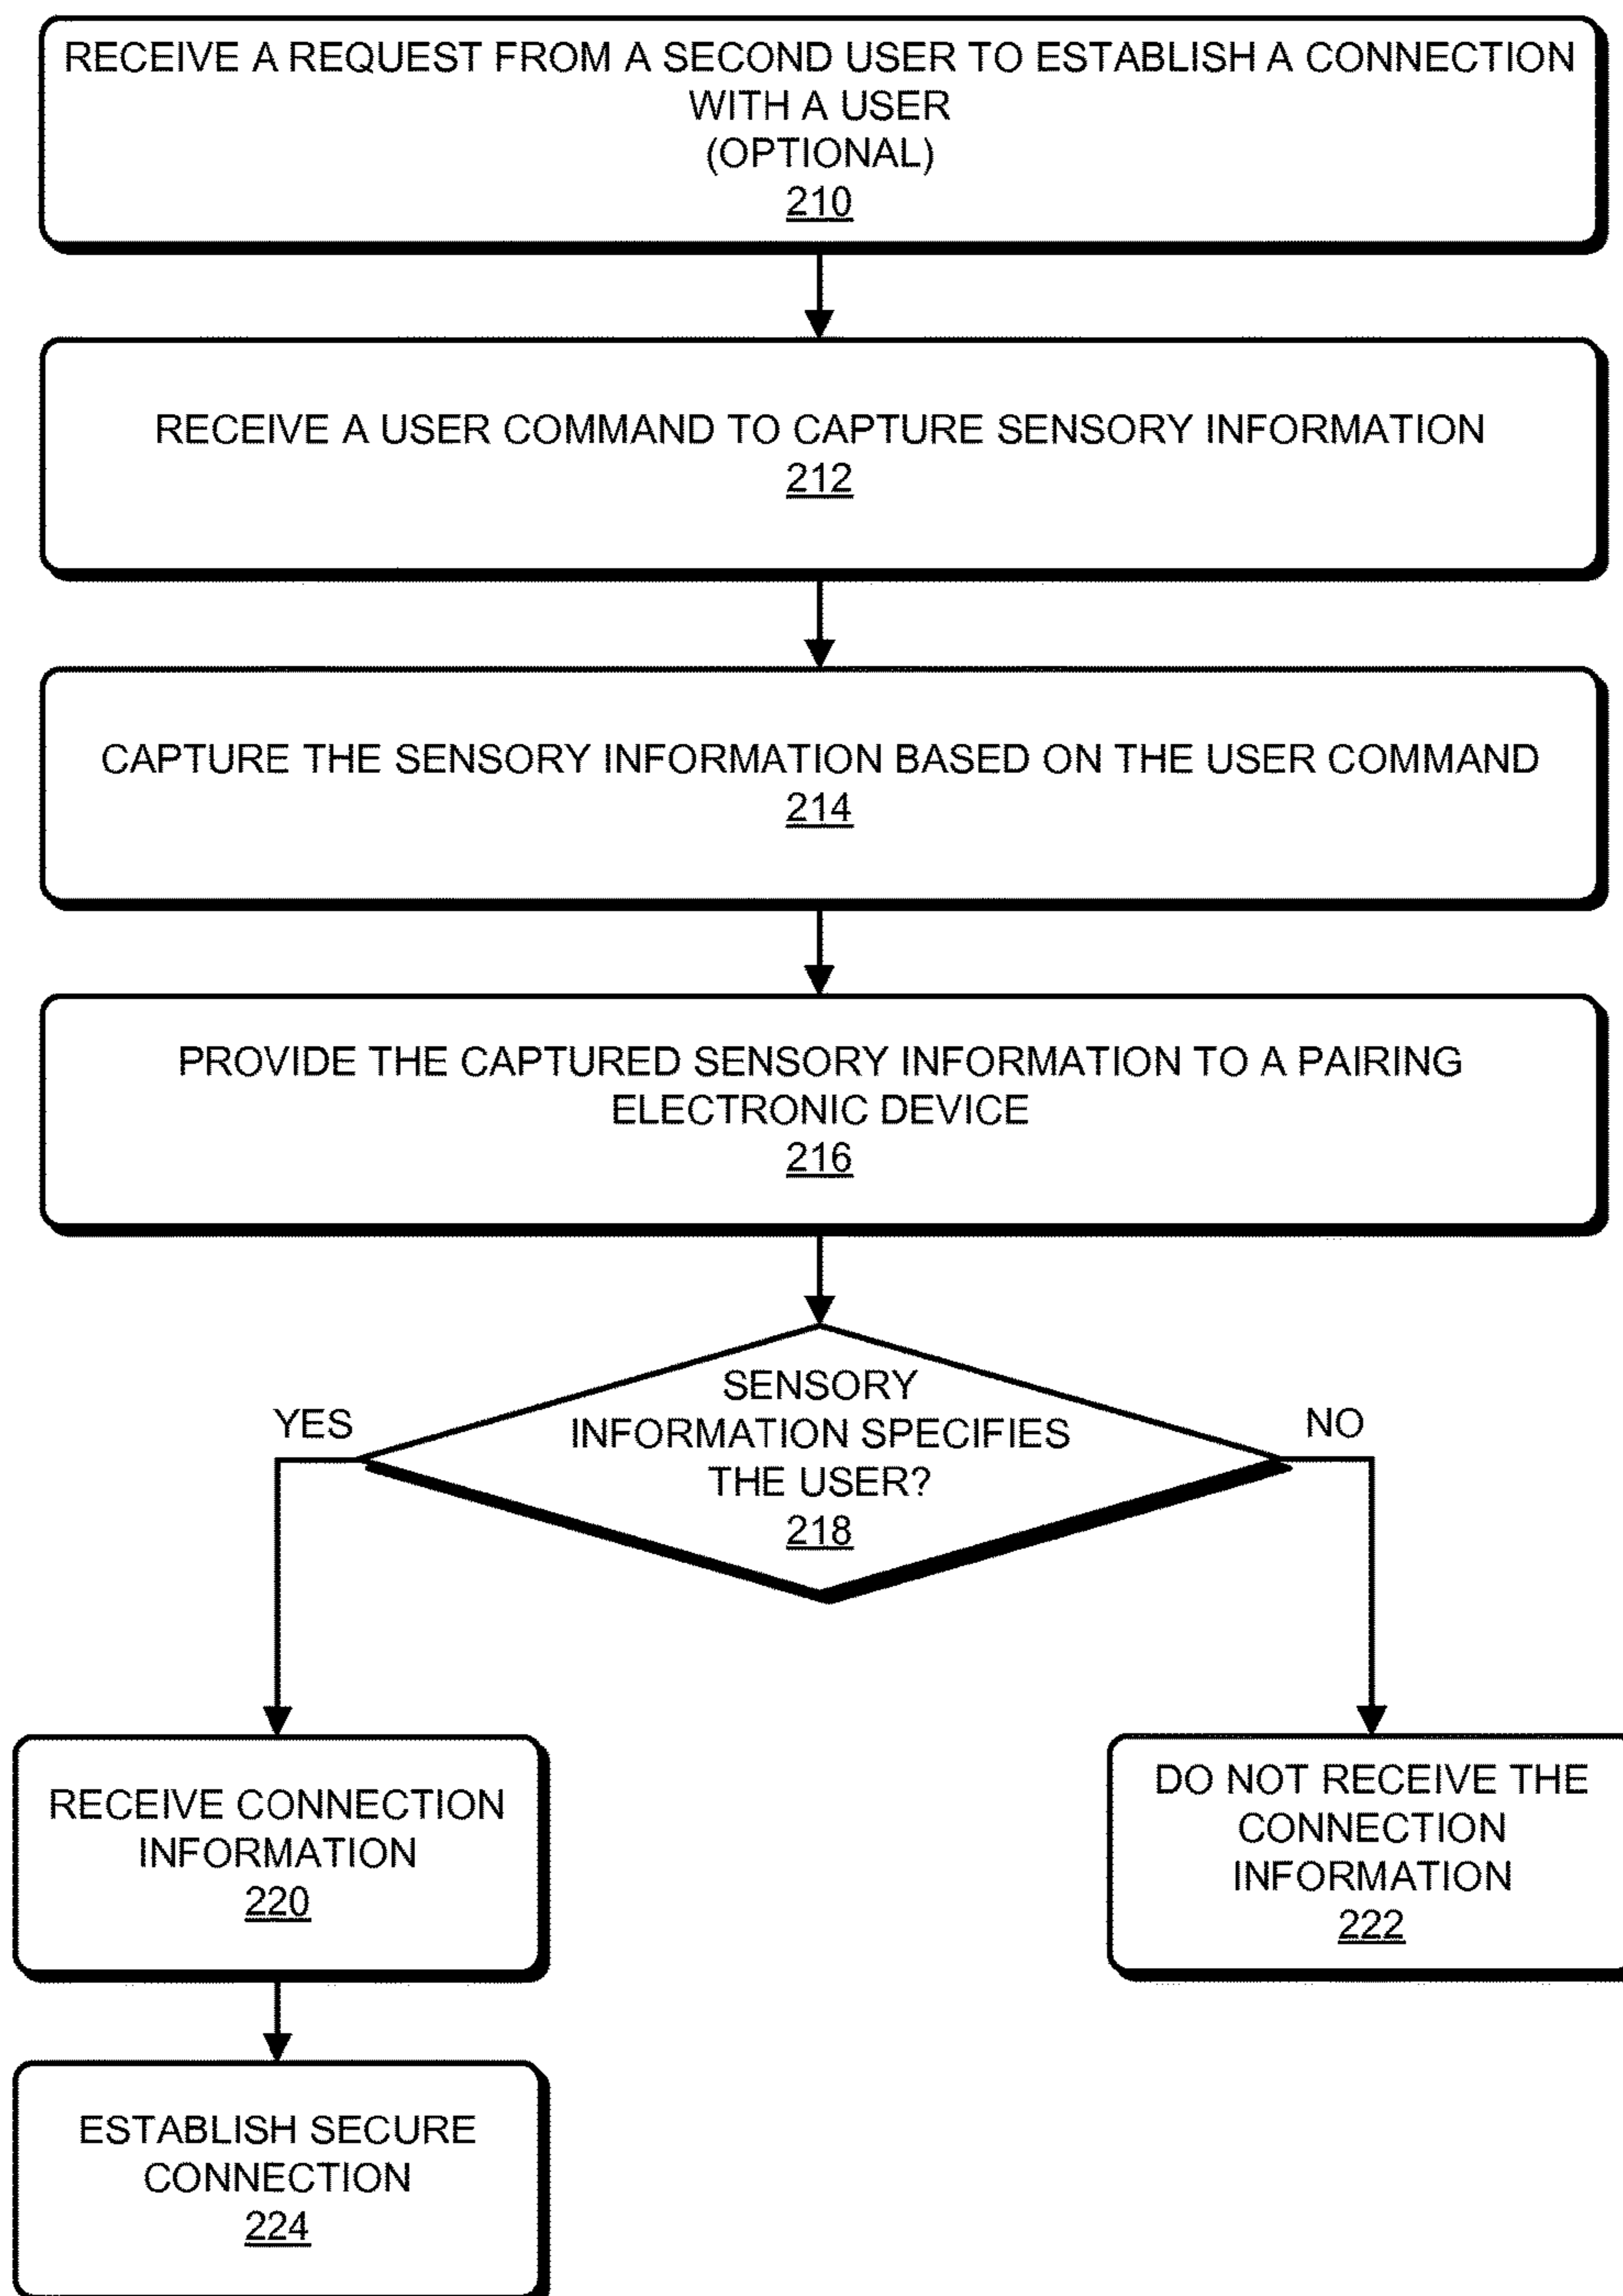 RECEIVE A REQUEST FROM A SECOND USER TO ESTABLISH A CONNECTION
WITH A USER
(OPTIONAL)
210
RECEIVE A USER COMMAND TO CAPTURE SENSORY INFORMATION
212
CAPTURE THE SENSORY INFORMATION BASED ON THE USER COMMAND
214
PROVIDE THE CAPTURED SENSORY INFORMATION TO A PAIRING
ELECTRONIC DEVICE
216
SENSORY
INFORMATION SPECIFIES
THE USER?
218
YES
NO
RECEIVE CONNECTION
INFORMATION
220
DO NOT RECEIVE THE
CONNECTION
INFORMATION
222
ESTABLISH SECURE
CONNECTION
224